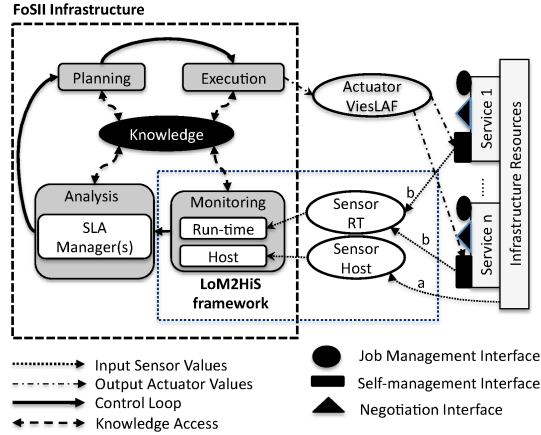 FoSII Infrastructure
Planning
Execution
Actuator
ViesLAF
Knowledge
Service 1
......
Service n
Infrastructure Resources
Analysis
SLA
Manager(s)
Monitoring
Run-time
Host
LoM2HiS
framework
Sensor
RT
Sensor
Host
b
b
a
Input Sensor Values
Output Actuator Values
Control Loop
Knowledge Access
Job Management Interface
Self-management Interface
Negotiation Interface